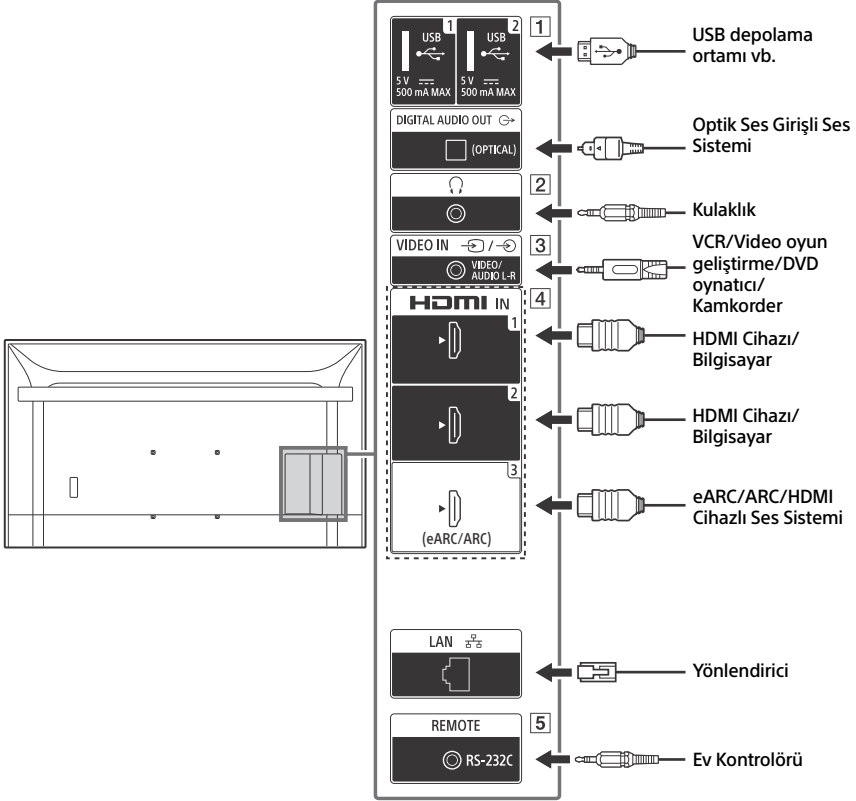 1
USB
5 V
500 mA MAX
2
USB
5 V
500 mA MAX
1
USB depolama
ortamı vb.
DIGITAL AUDIO OUT
(OPTICAL)
Optik Ses Girişli Ses
Sistemi
2
Kulaklık
VIDEO IN /
3
VIDEO/
AUDIO L-R
VCR/Video oyun
geliştirme/DVD
oynatıcı/
Kamkorder
HDMI IN
4
1
HDMI Cihazı/
Bilgisayar
2
HDMI Cihazı/
Bilgisayar
3
(eARC/ARC)
eARC/ARC/HDMI
Cihazlı Ses Sistemi
LAN
Yönlendirici
REMOTE
5
RS-232C
Ev Kontrolörü